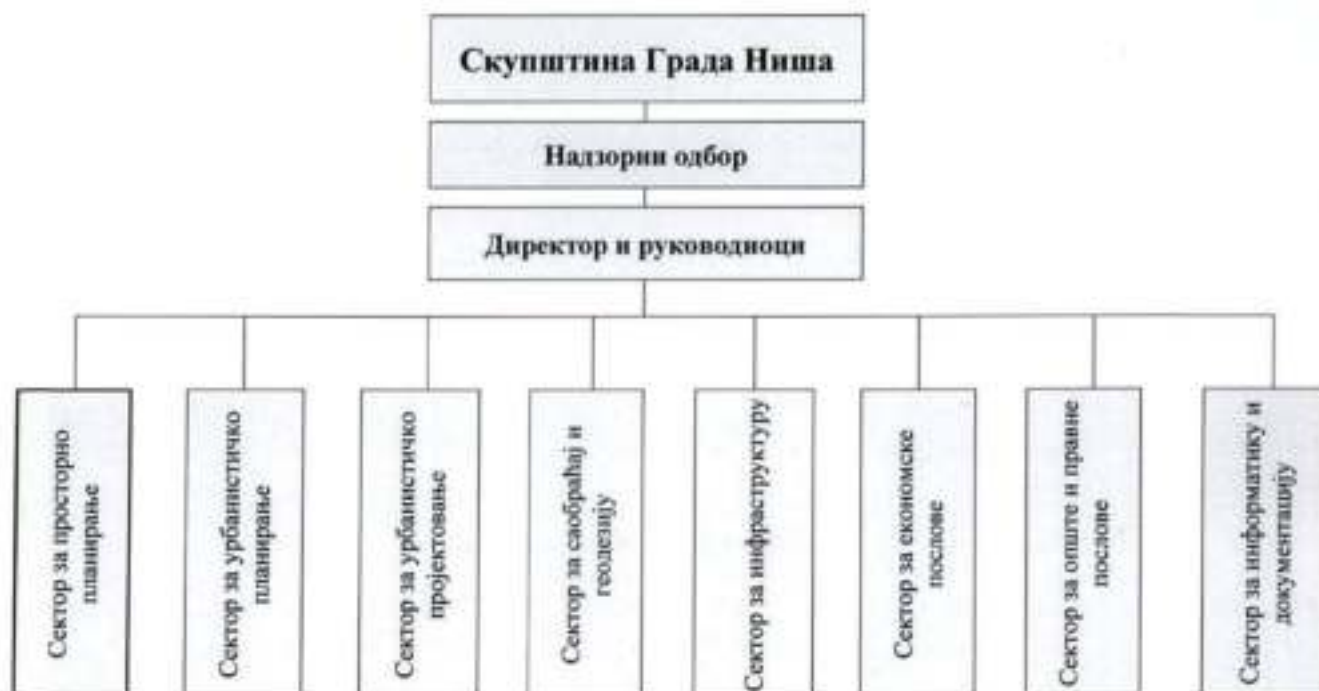 Скупштина Града Ниша
Надзорни одбор
Директор и руководиоци
Сектор за просторно
планирање
Сектор за урбанистичко
планирање
Сектор за урбанистичко
пројектовање
Сектор за саобраћај и
геодезију
Сектор за инфраструктуру
Сектор за економске
послове
Сектор за опште и правне
послове
Сектор за информатику и
документацију